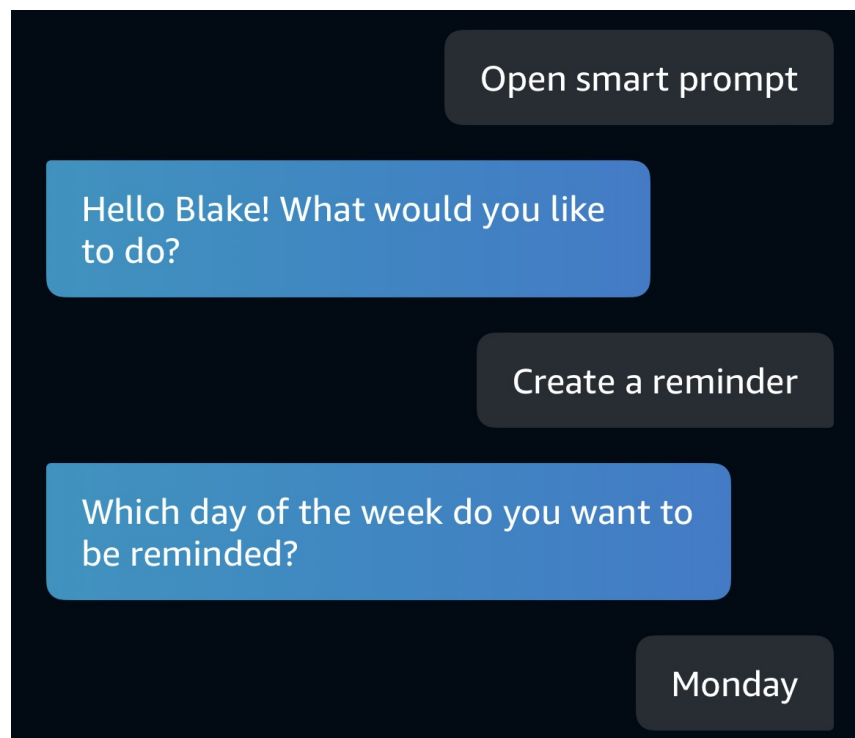 Open smart prompt
Hello Blake! What would you like
to do?
Create a reminder
Which day of the week do you want to
be reminded?
Monday